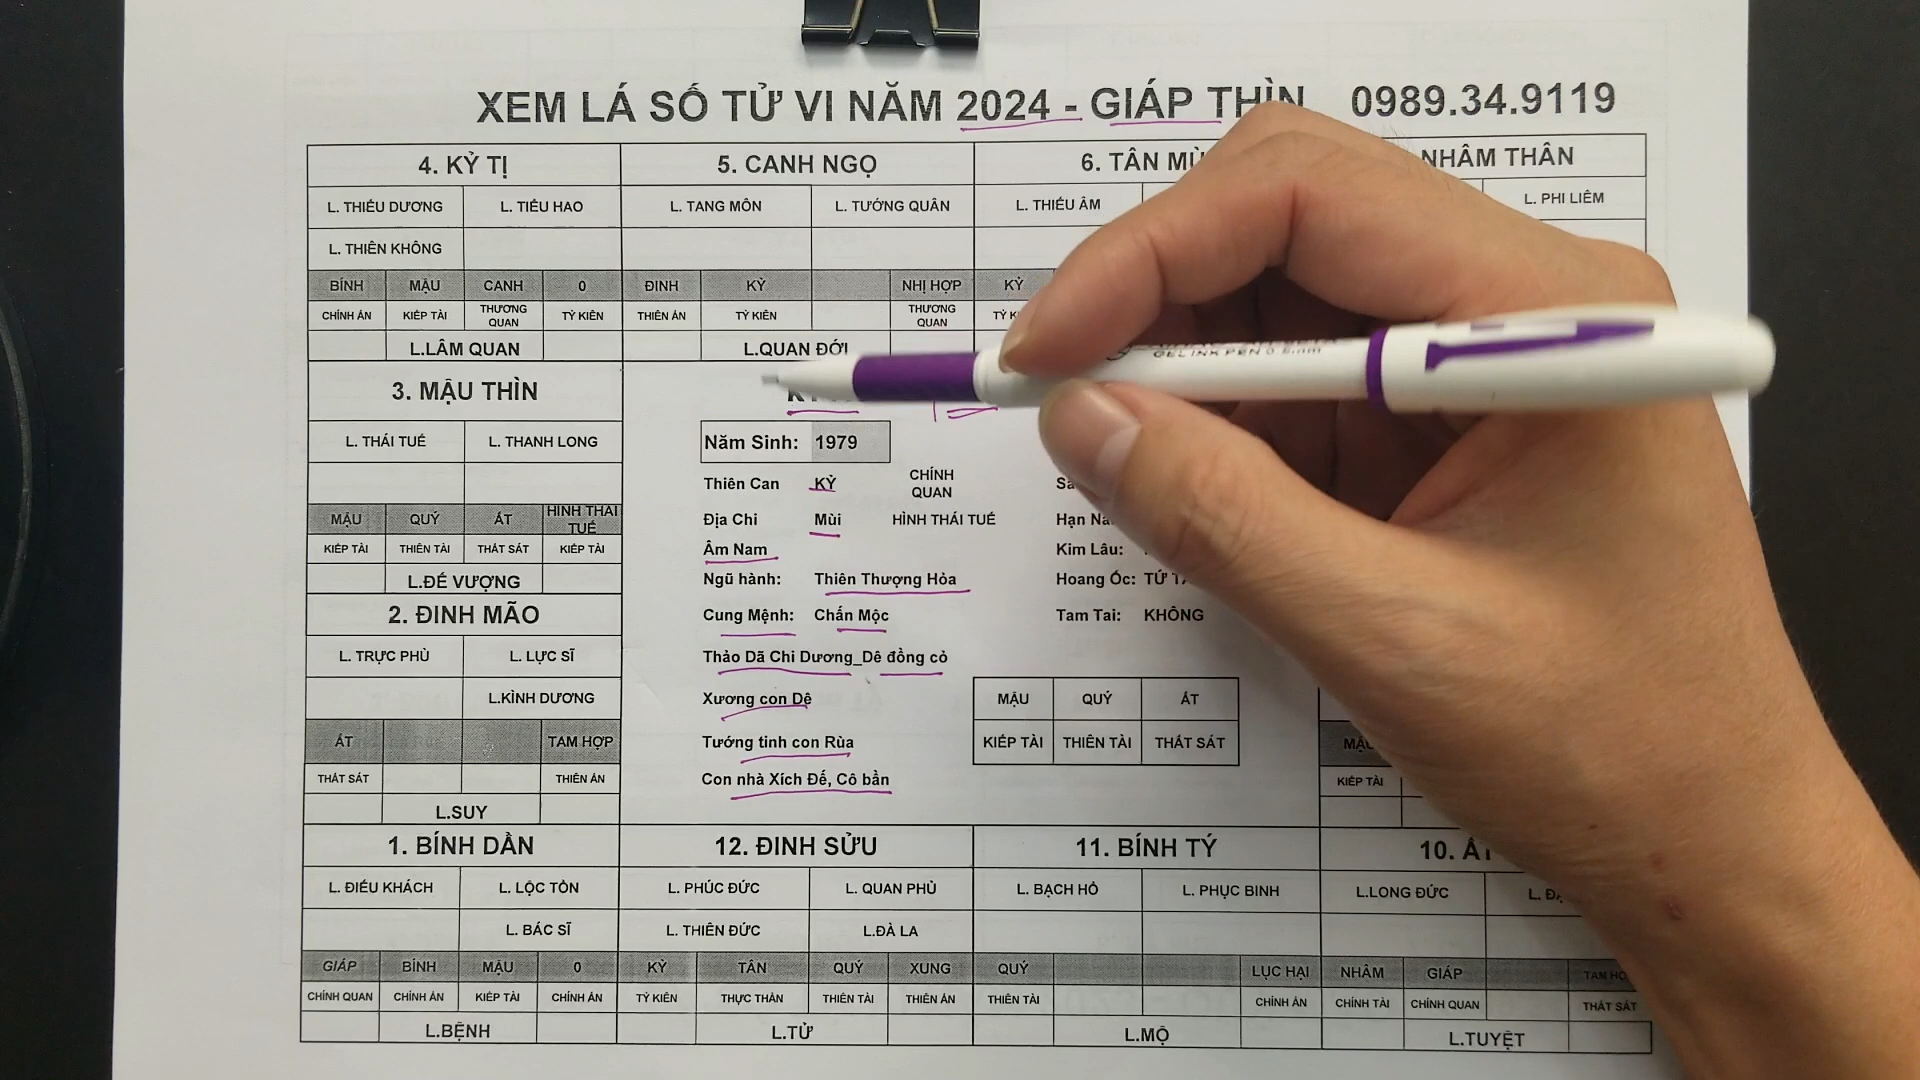 XEM LÁ SỐ TỬ VI NĂM 2024 - GIÁP THÌN 0989.34.9119
4. KỶ TỊ 5. CANH NGỌ 6. TÂN MÙI NHÂM THÂN
L. THIẾU DƯƠNG L. TIỂU HAO L. TANG MÔN L. TƯỚNG QUÂN L. THIẾU ÂM L. PHI LIÊM
L. THIÊN KHÔNG
BÍNH MẬU CANH 0 ĐINH KỶ NHỊ HỢP KỶ
CHÍNH ẤN KIẾP TÀI THƯƠNG QUAN TỶ KIÊN THIÊN ẤN TỶ KIÊN THƯƠNG QUAN
L.LÂM QUAN L.QUAN ĐỚI
3. MẬU THÌN
L. THÁI TUẾ L. THANH LONG
MẬU QUÝ ẤT HÌNH THÁI TUẾ
KIẾP TÀI THIÊN TÀI THẤT SÁT KIẾP TÀI
L.ĐẾ VƯỢNG
2. ĐINH MÃO
L. TRỰC PHÙ L. LỰC SĨ
L.KÌNH DƯƠNG
ẤT TAM HỢP
THẤT SÁT THIÊN ẤN
L.SUY
Năm Sinh: 1979
Thiên Can KỶ CHÍNH QUAN
Địa Chi Mùi HÌNH THÁI TUẾ
Âm Nam Kim Lâu:
Ngũ hành: Thiên Thượng Hỏa Hoang Ốc: TỨ
Cung Mệnh: Chấn Mộc Tam Tai: KHÔNG
Thảo Dã Chi Dương_Dê đồng cỏ
Xương con Dê
Tướng tinh con Rùa
Con nhà Xích Đế, Cô bần
MẬU QUÝ ẤT
KIẾP TÀI THIÊN TÀI THẤT SÁT
KIẾP TÀI
1. BÍNH DẦN 12. ĐINH SỬU 11. BÍNH TÝ 10.
L. ĐIẾU KHÁCH L. LỘC TỒN L. PHÚC ĐỨC L. QUAN PHỦ L. BẠCH HỔ L. PHỤC BINH L.LONG ĐỨC
L. BÁC SĨ L. THIÊN ĐỨC L.ĐÀ LA
GIÁP BÍNH MẬU 0 KỶ TÂN QUÝ XUNG QUÝ LỤC HẠI NHÂM GIÁP
CHÍNH QUAN CHÍNH ẤN KIẾP TÀI CHÍNH ẤN TỶ KIÊN THỰC THẦN THIÊN TÀI THIÊN ẤN THIÊN TÀI CHÍNH ẤN CHÍNH TÀI CHÍNH QUAN THẤT SÁT
L.BỆNH L.TỬ L.MỘ L.TUYỆT